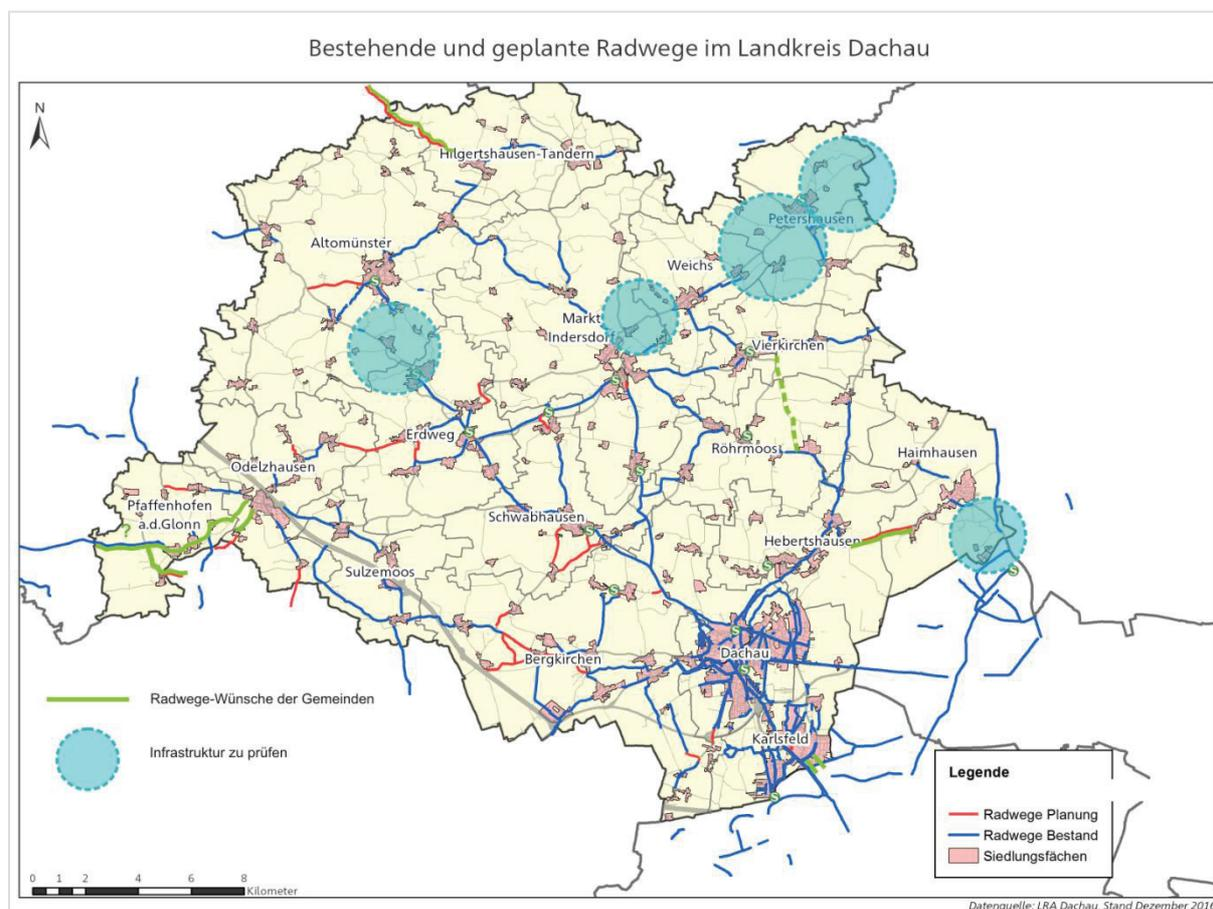 Bestehende und geplante Radwege im Landkreis Dachau
N
Hilgertshausen-Tandern
Petershausen
Altomünster
Weichs
Markt
Indersdorf
Vierkirchen
Erdweg
Röhrmoos
Haimhausen
Odelzhausen
Pfaffenhofen
a.d.Glonn
?
Schwabhausen
Hebertshausen
Sulzemoos
Bergkirchen
Dachau
Karlsfeld
S
S
S
S
S
S
S
S
S
S
S
S
S
S
Radwege-Wünsche der Gemeinden
Infrastruktur zu prüfen
Legende
Radwege Planung
Radwege Bestand
Siedlungsfächen
0 1 2 4 6 8
Kilometer
Datenquelle: LRA Dachau, Stand Dezember 2016